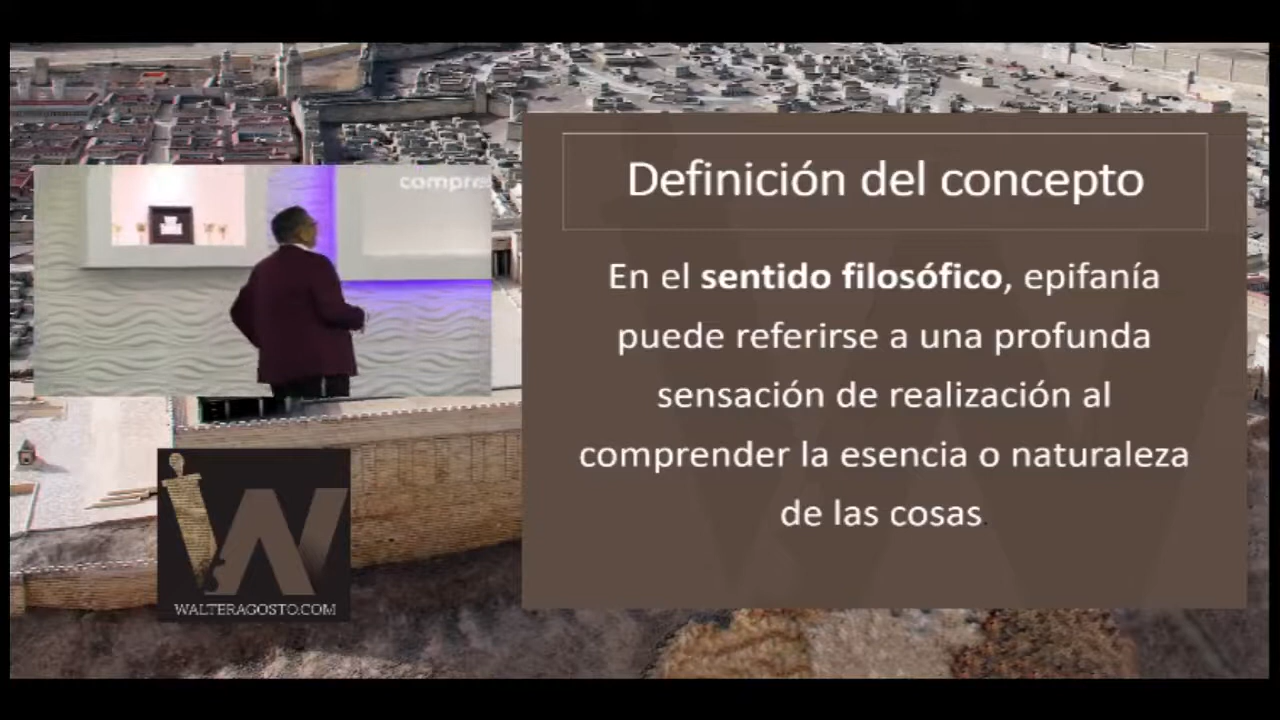 compre
Definición del concepto
En el sentido filosófico, epifanía
puede referirse a una profunda
sensación de realización al
comprender la esencia o naturaleza
de las cosas.
W
WALTERAGOSTO.COM